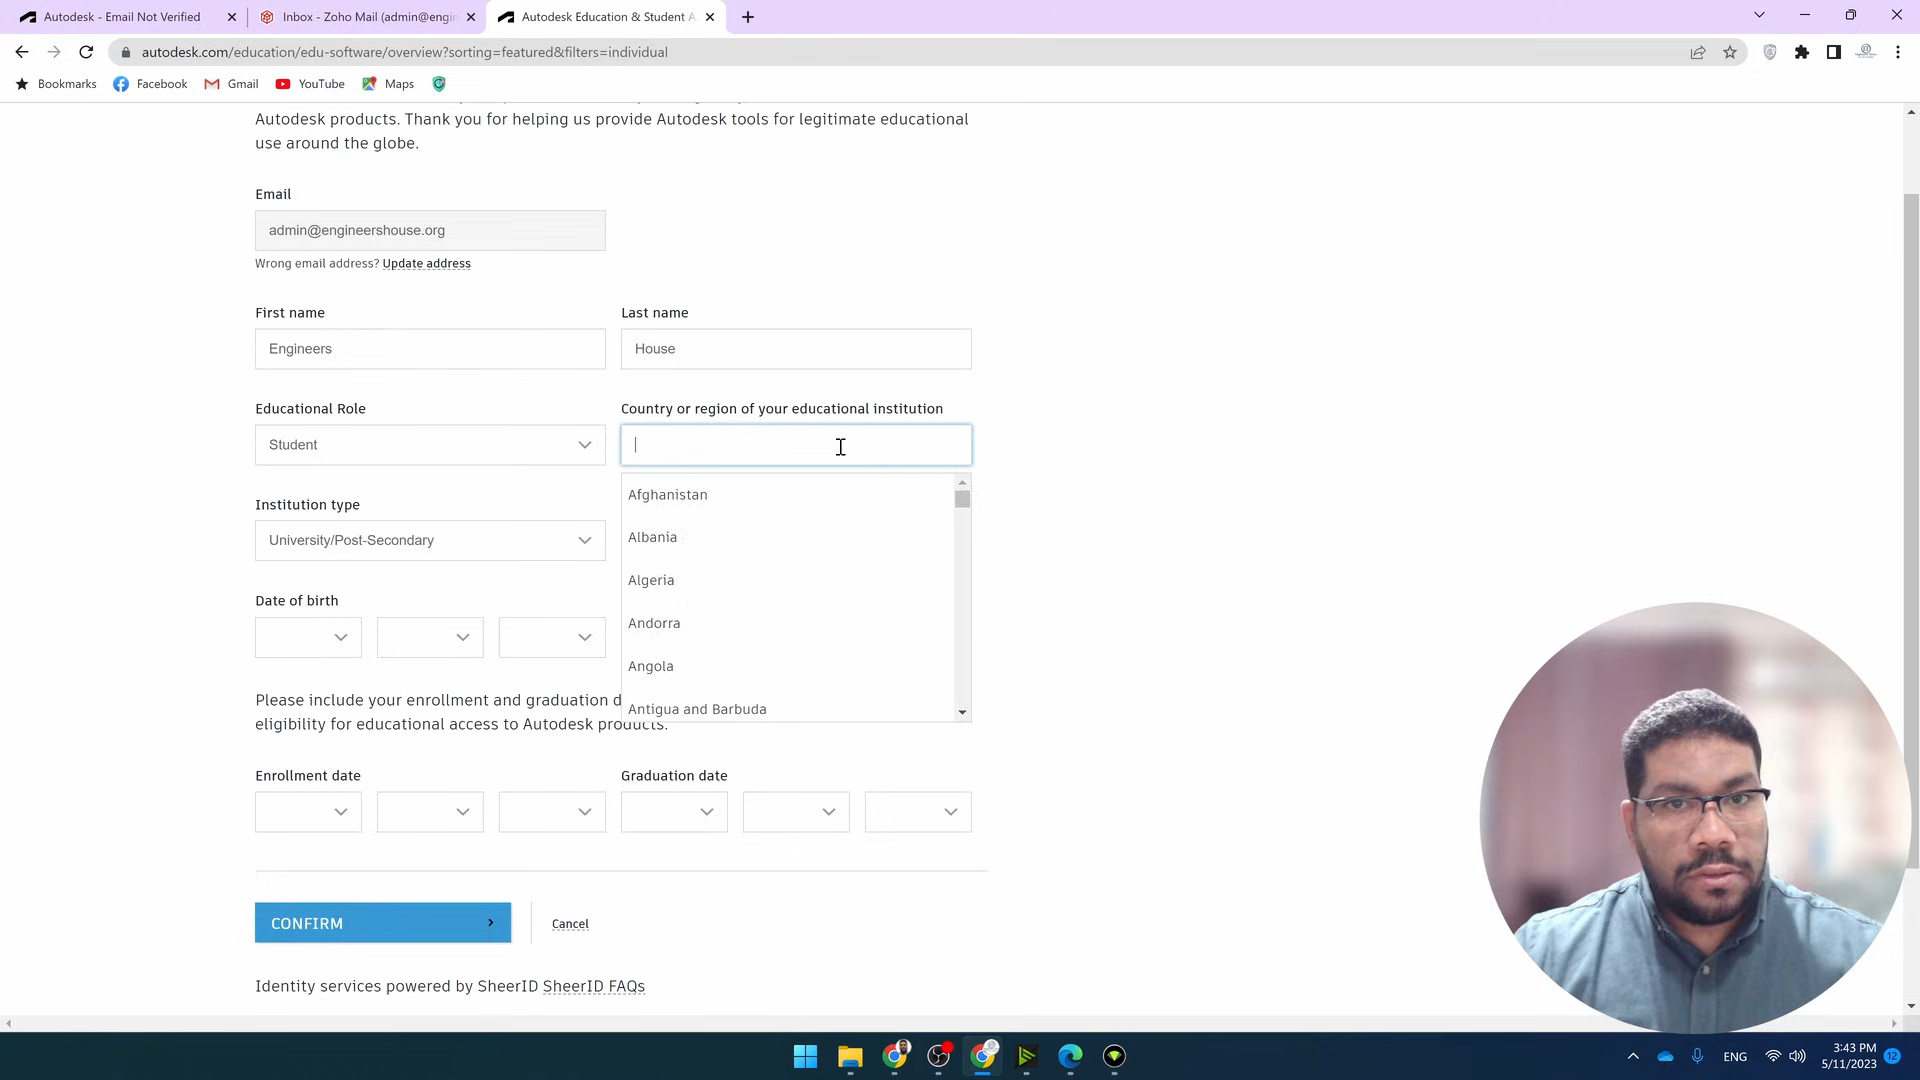 Autodesk - Email Not Verified
Inbox - Zoho Mail (admin@engin
Autodesk Education & Student A
autodesk.com/education/edu-software/overview?sorting=featured&filters=individual
Bookmarks
Facebook
Gmail
YouTube
Maps
Autodesk products. Thank you for helping us provide Autodesk tools for legitimate educational
use around the globe.
Email
admin@engineershouse.org
Wrong email address? Update address
First name
Last name
Engineers
House
Educational Role
Country or region of your educational institution
Student
Afghanistan
Institution type
Albania
University/Post-Secondary
Algeria
Date of birth
Andorra
Angola
Please include your enrollment and graduation d
Antigua and Barbuda
eligibility for educational access to Autodesk products.
Enrollment date
Graduation date
CONFIRM
Cancel
Identity services powered by SheerID SheerID FAQs
ENG
3:43 PM
5/11/2023
12